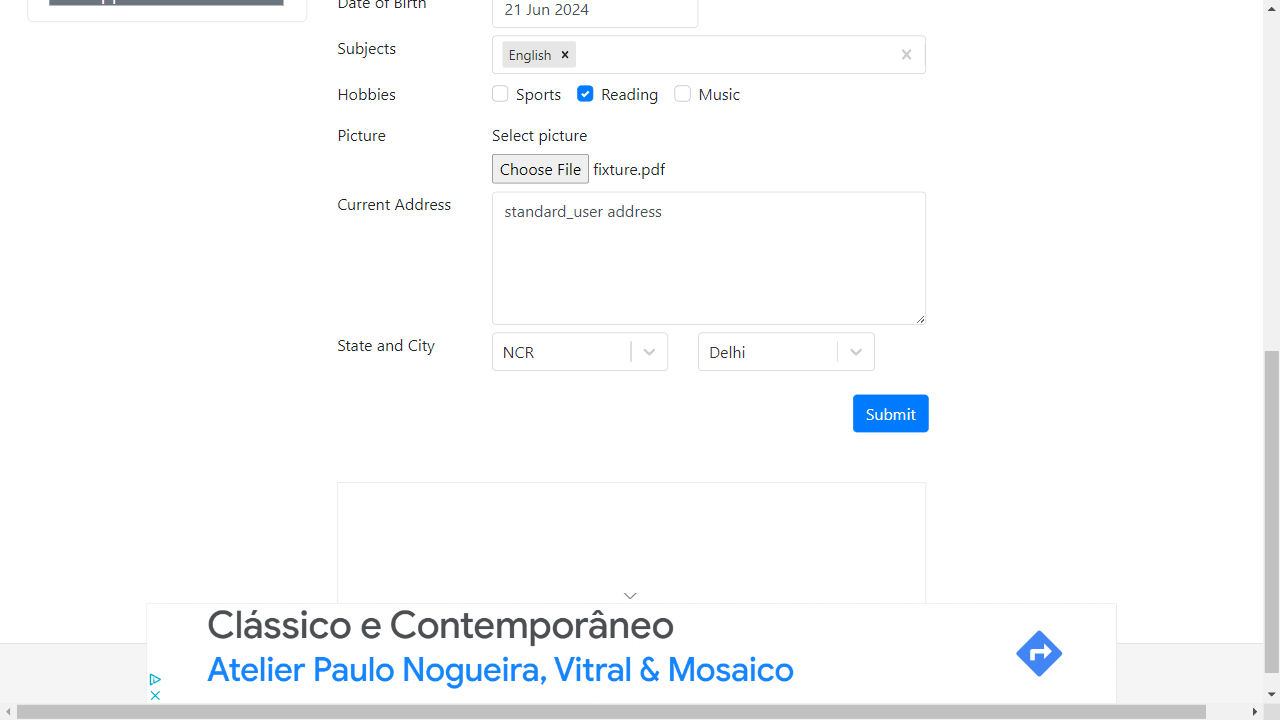 Date of Birth
21 Jun 2024
Subjects
English
Hobbies
Sports
Reading
Music
Picture
Select picture
Choose File fixture.pdf
Current Address
standard_user address
State and City
NCR
Delhi
Submit
Clássico e Contemporâneo
Atelier Paulo Nogueira, Vitral & Mosaico